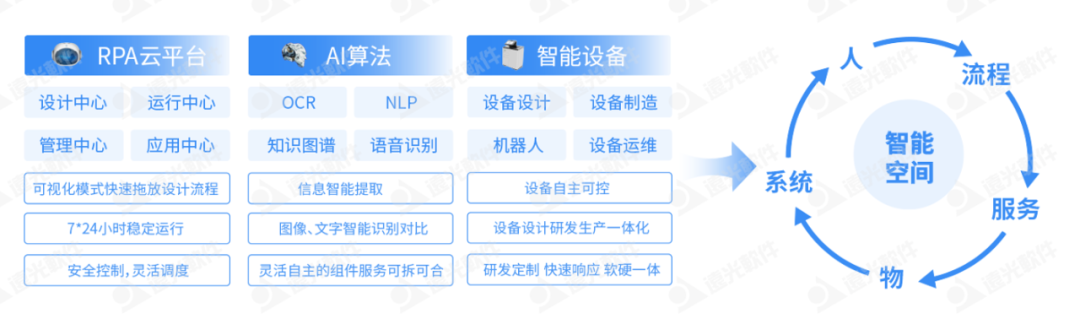 RPA云平台
设计中心 运行中心
管理中心 应用中心
可视化模式快速拖放设计流程
7*24小时稳定运行
安全控制,灵活调度
AI算法
OCR NLP
知识图谱 语音识别
信息智能提取
图像、文字智能识别对比
灵活自主的组件服务可拆可合
智能设备
设备设计 设备制造
机器人 设备运维
设备自主可控
设备设计研发生产一体化
研发定制 快速响应 软硬一体
人
流程
服务
物
系统
智能
空间
远光软件